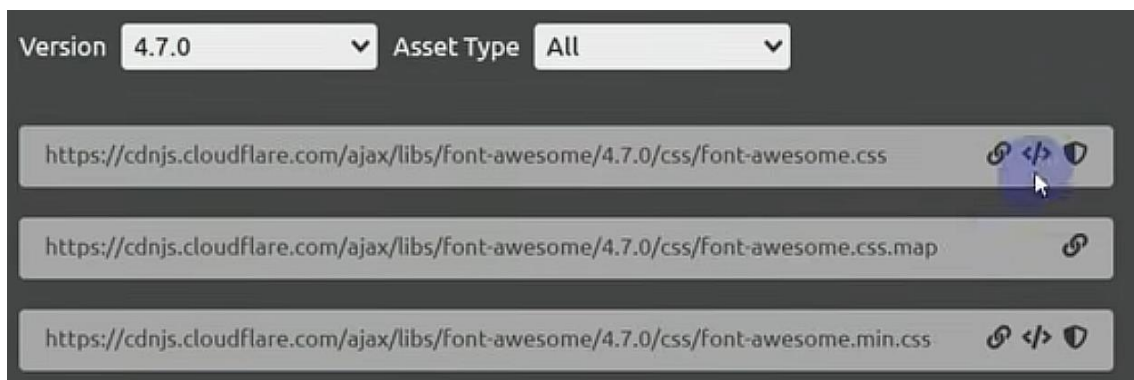 Version 4.7.0 Asset Type All
https://cdnjs.cloudflare.com/ajax/libs/font-awesome/4.7.0/css/font-awesome.css
https://cdnjs.cloudflare.com/ajax/libs/font-awesome/4.7.0/css/font-awesome.css.map
https://cdnjs.cloudflare.com/ajax/libs/font-awesome/4.7.0/css/font-awesome.min.css